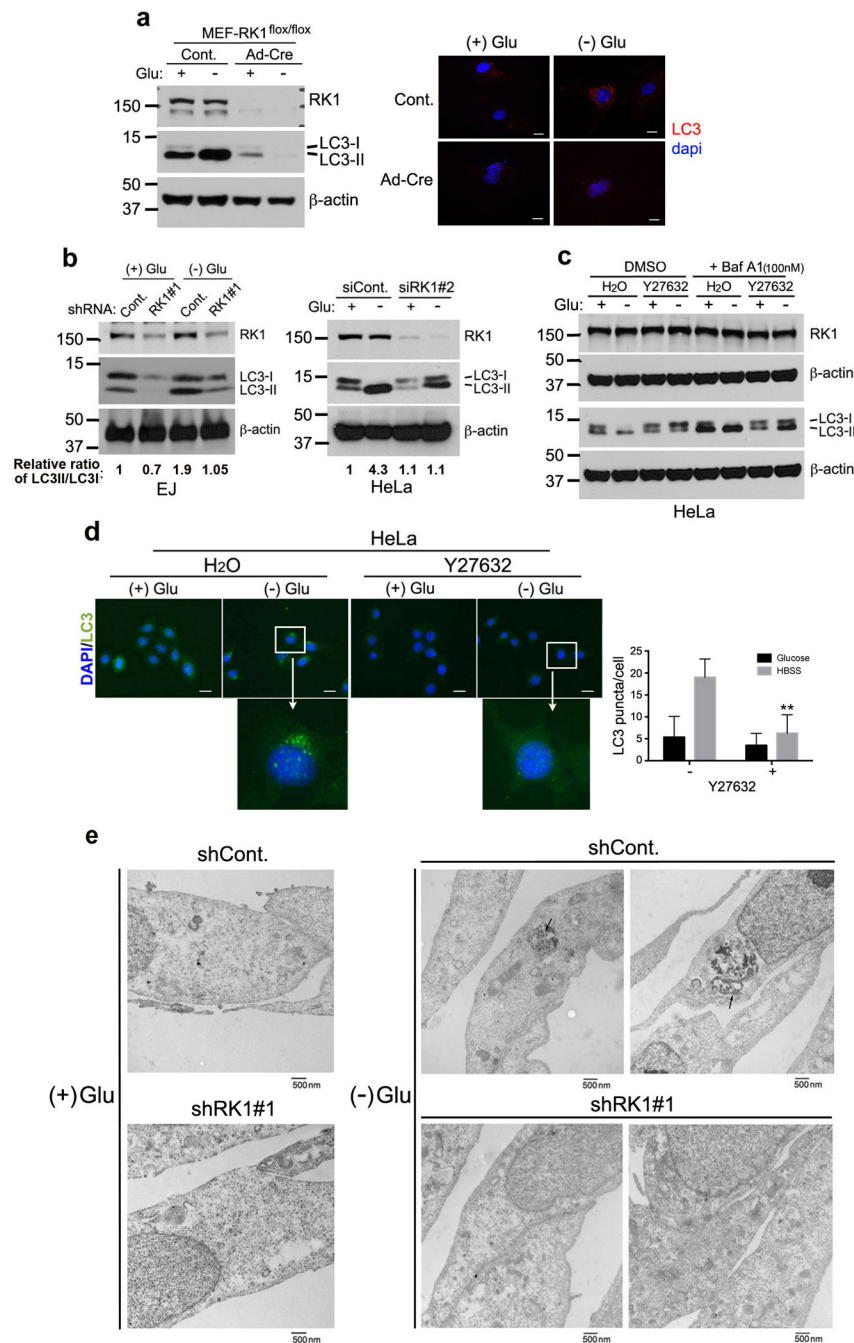 a
MEF-RK1flox/flox
Cont. Ad-Cre
Glu: + - + -
150
RK1
15
LC3-I
LC3-II
50
37
β-actin
(+) Glu (-) Glu
Cont.
Ad-Cre
LC3
dapi
b
(+) Glu (-) Glu
shRNA: Cont. RK1#1 Cont. RK1#1
150
RK1
15
LC3-I
LC3-II
50
37
β-actin
Relative ratio
of LC3II/LC3I:
1 0.7 1.9 1.05
EJ
siCont. siRK1#2
Glu: + - + -
150
RK1
15
LC3-I
LC3-II
50
37
β-actin
1 4.3 1.1 1.1
HeLa
c
DMSO + Baf A1(100nM)
H2O Y27632 H2O Y27632
Glu: + - + - + - + -
150
RK1
50
37
β-actin
15
LC3-I
LC3-II
50
37
β-actin
HeLa
d
HeLa
H2O Y27632
(+) Glu (-) Glu (+) Glu (-) Glu
DAPI/LC3
Glucose
HBSS
LC3 puncta/cell
25
20
15
10
5
0
**
- +
Y27632
e
shCont. shCont.
500nm 500nm 500nm
(+)Glu (-)Glu
shRK1#1 shRK1#1
500nm 500nm 500nm